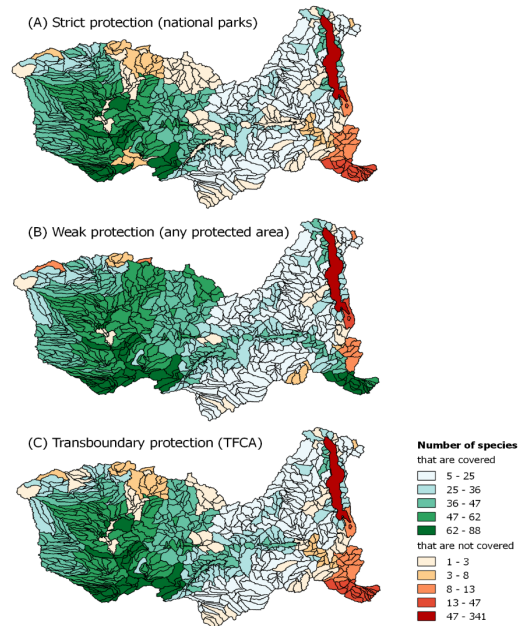 (A) Strict protection (national parks)
(B) Weak protection (any protected area)
(C) Transboundary protection (TFCA)
Number of species
that are covered
5 - 25
25 - 36
36 - 47
47 - 62
62 - 88
that are not covered
1 - 3
3 - 8
8 - 13
13 - 47
47 - 341